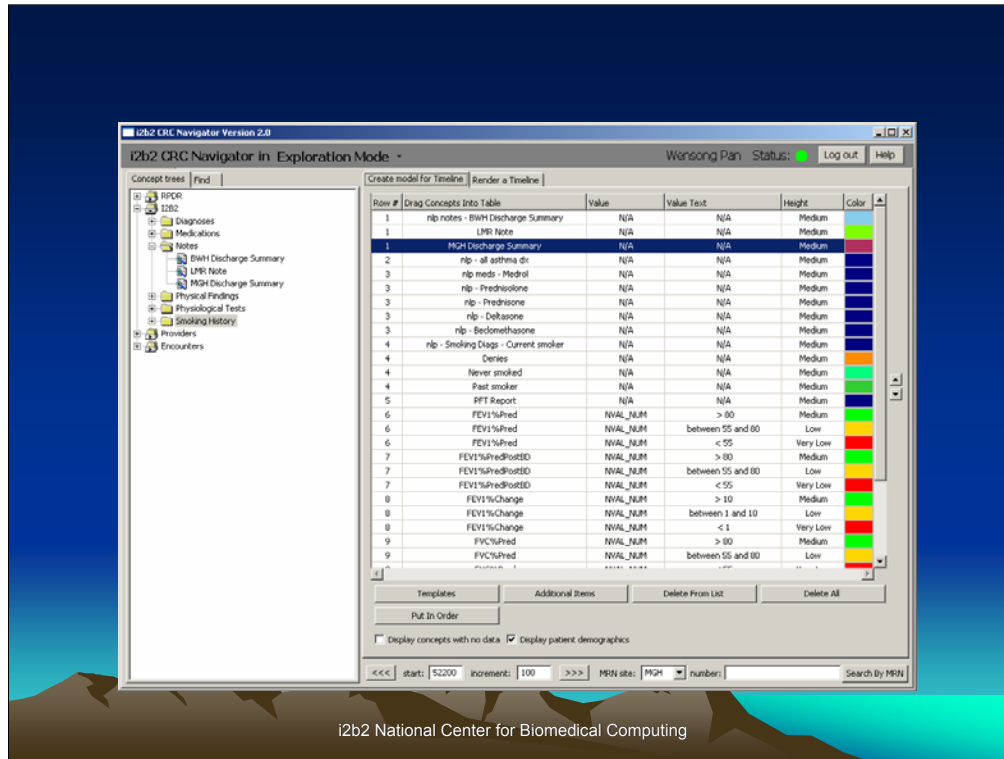 i2b2 CRC Navigator Version 2.0
i2b2 CRC Navigator in Exploration Mode
Wensong Pan Status: Log out Help
Concept trees Find
RPDR
I2B2
Diagnoses
Medications
Notes
BWH Discharge Summary
LMR Note
MGH Discharge Summary
Physical Findings
Physiological Tests
Smoking History
Providers
Encounters
Create model for Timeline Render a Timeline
Row # Drag Concepts Into Table Value Value Text Height Color
1 nlp notes - BWH Discharge Summary N/A N/A Medium
1 LMR Note N/A N/A Medium
1 MGH Discharge Summary N/A N/A Medium
2 nlp - all asthma dx N/A N/A Medium
3 nlp meds - Medrol N/A N/A Medium
3 nlp - Prednisolone N/A N/A Medium
3 nlp - Prednisone N/A N/A Medium
3 nlp - Deltasone N/A N/A Medium
3 nlp - Beclomethasone N/A N/A Medium
4 nlp - Smoking Diags - Current smoker N/A N/A Medium
4 Denies N/A N/A Medium
4 Never smoked N/A N/A Medium
4 Past smoker N/A N/A Medium
5 PFT Report N/A N/A Medium
6 FEV1%Pred NVAL_NUM > 80 Medium
6 FEV1%Pred NVAL_NUM between 55 and 80 Low
6 FEV1%Pred NVAL_NUM < 55 Very Low
7 FEV1%PredPostBD NVAL_NUM > 80 Medium
7 FEV1%PredPostBD NVAL_NUM between 55 and 80 Low
7 FEV1%PredPostBD NVAL_NUM < 55 Very Low
8 FEV1%Change NVAL_NUM > 10 Medium
8 FEV1%Change NVAL_NUM between 1 and 10 Low
8 FEV1%Change NVAL_NUM < 1 Very Low
9 FVC%Pred NVAL_NUM > 80 Medium
9 FVC%Pred NVAL_NUM between 55 and 80 Low
Templates Additional Items Delete From List Delete All
Put In Order
Display concepts with no data Display patient demographics
<<< start: 52200 increment: 100 >>> MRN site: MGH number: Search By MRN
i2b2 National Center for Biomedical Computing